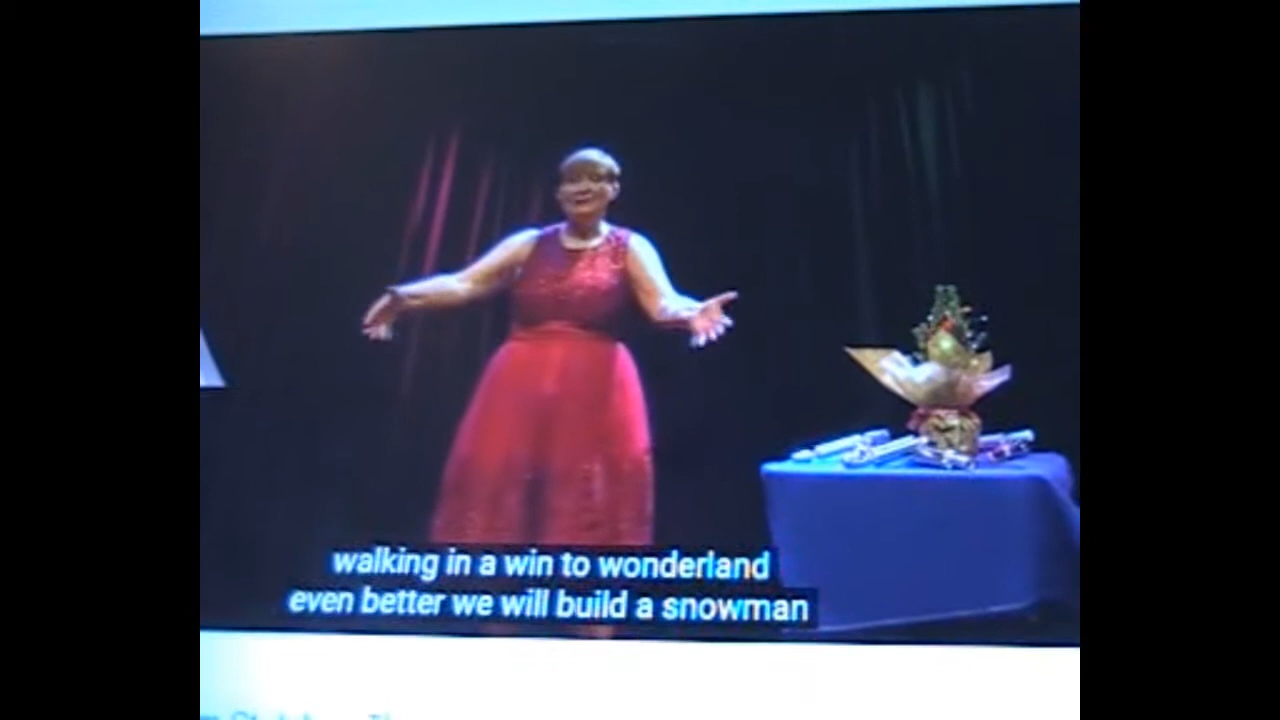 walking in a win to wonderland
even better we will build a snowman